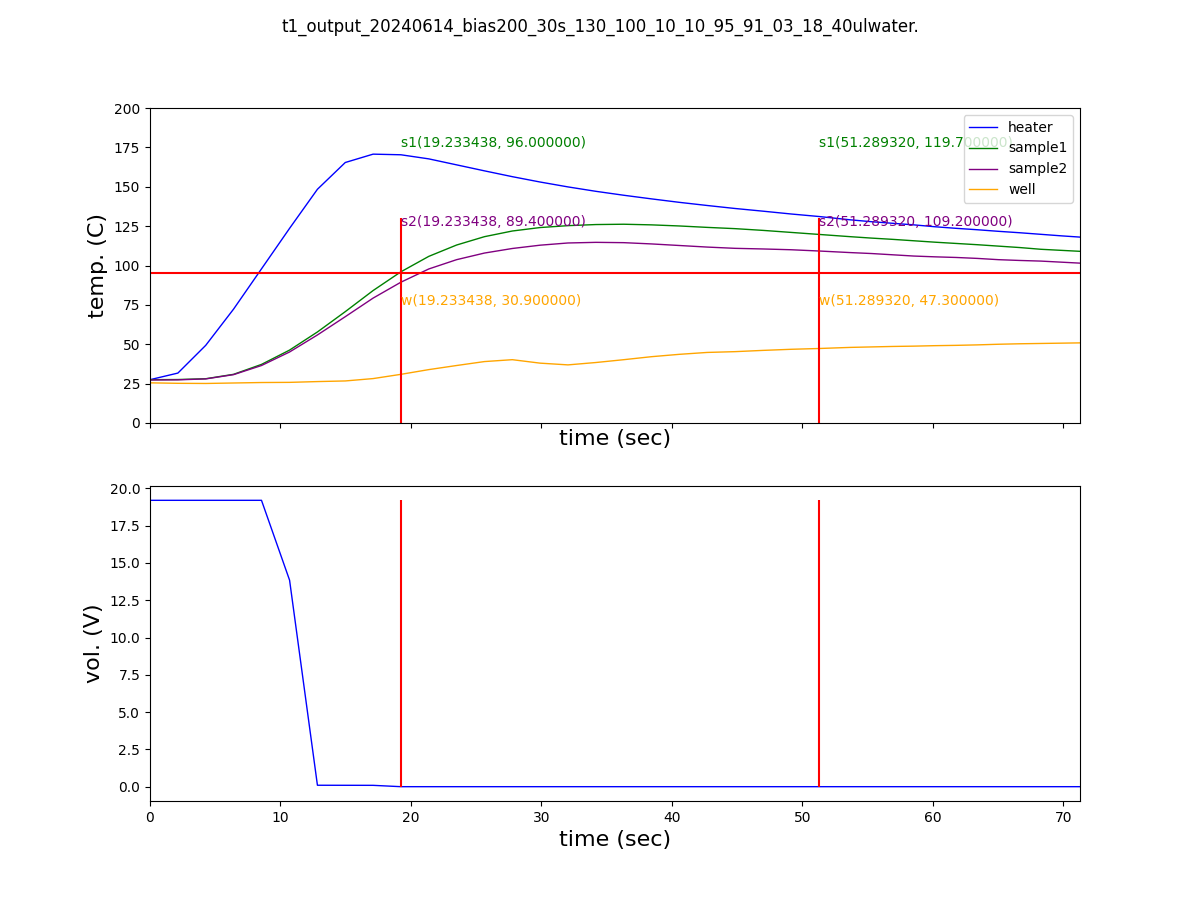 t1_output_20240614_bias200_30s_130_100_10_10_95_91_03_18_40ulwater.
200
175
150
125
100
75
50
25
0
temp. (C)
s1(19.233438, 96.000000)
s1(51.289320, 119.700000)
heater
sample1
sample2
well
s2(19.233438, 89.400000)
s2(51.289320, 109.200000)
w(19.233438, 30.900000)
w(51.289320, 47.300000)
time (sec)
20.0
17.5
15.0
12.5
10.0
7.5
5.0
2.5
0.0
vol. (V)
0 10 20 30 40 50 60 70
time (sec)